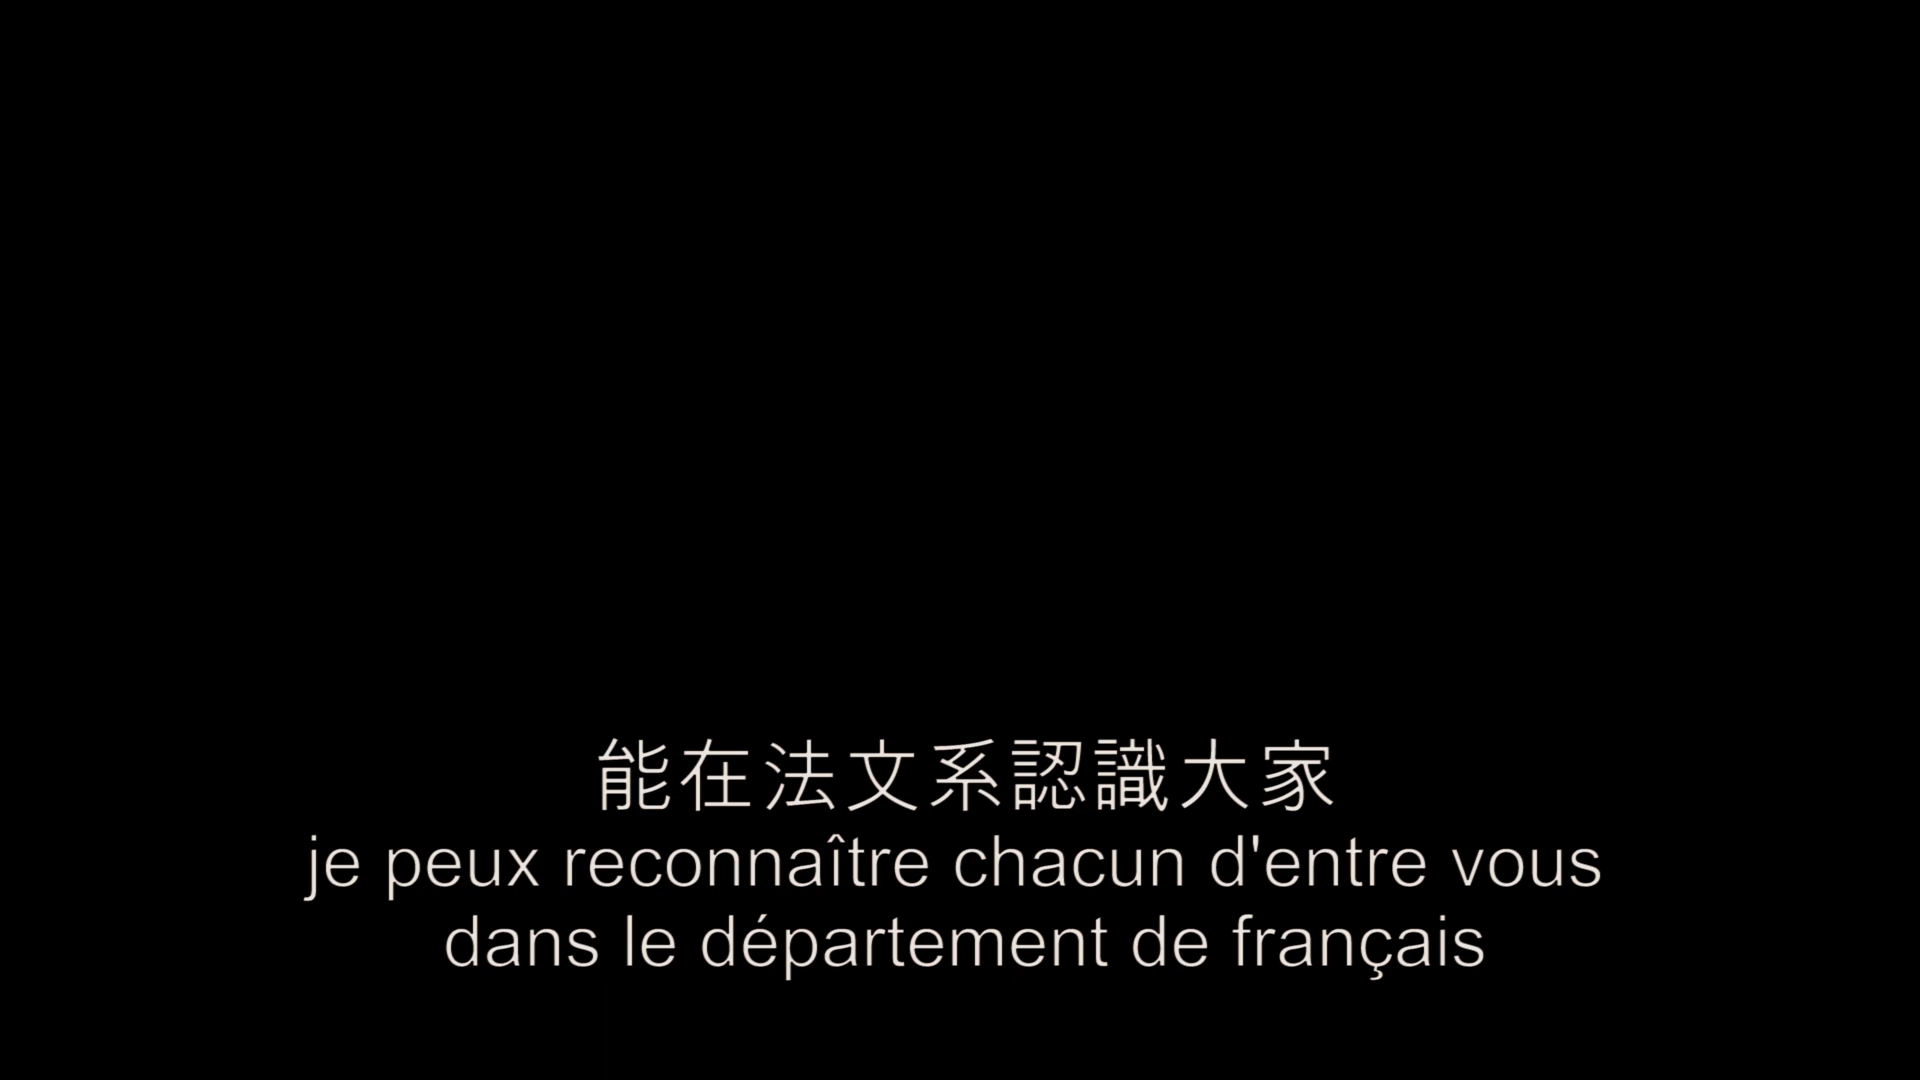 能在法文系認識大家
je peux reconnaître chacun d'entre vous
dans le département de français